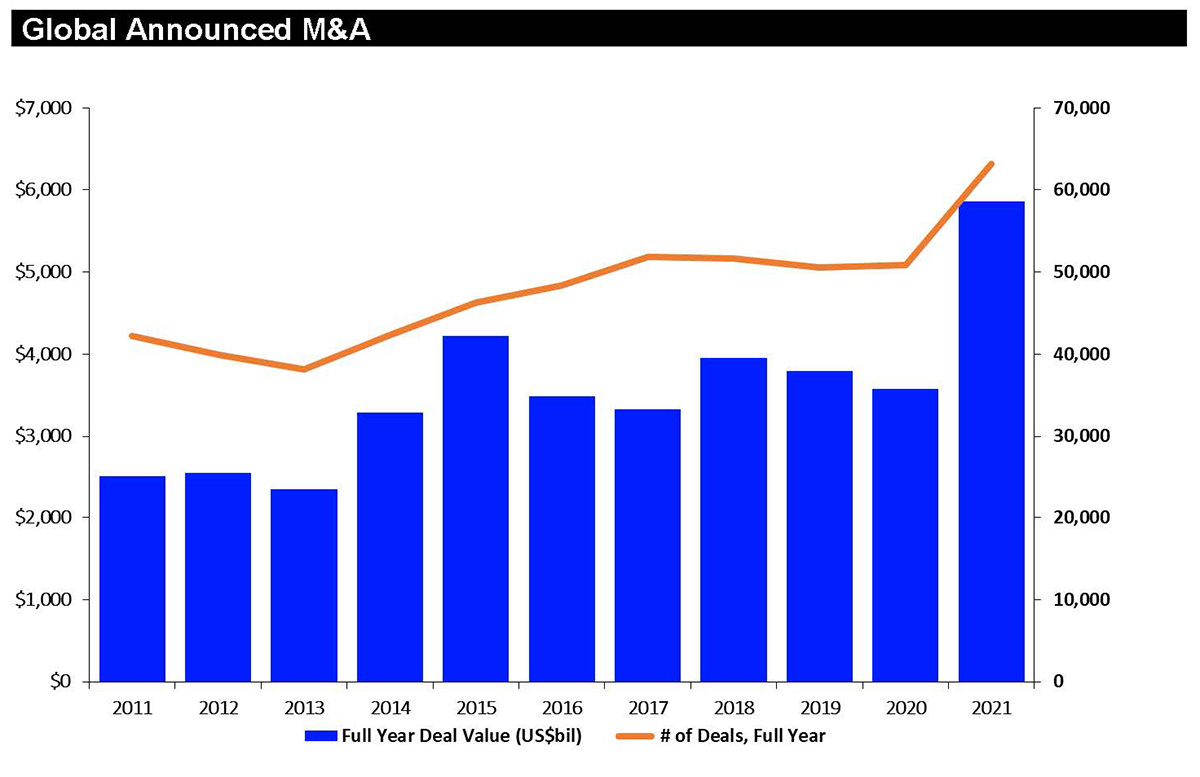 Global Announced M&A
$7,000 70,000
$6,000 60,000
$5,000 50,000
$4,000 40,000
$3,000 30,000
$2,000 20,000
$1,000 10,000
$0 0
2011 2012 2013 2014 2015 2016 2017 2018 2019 2020 2021
Full Year Deal Value (US$bil) # of Deals, Full Year